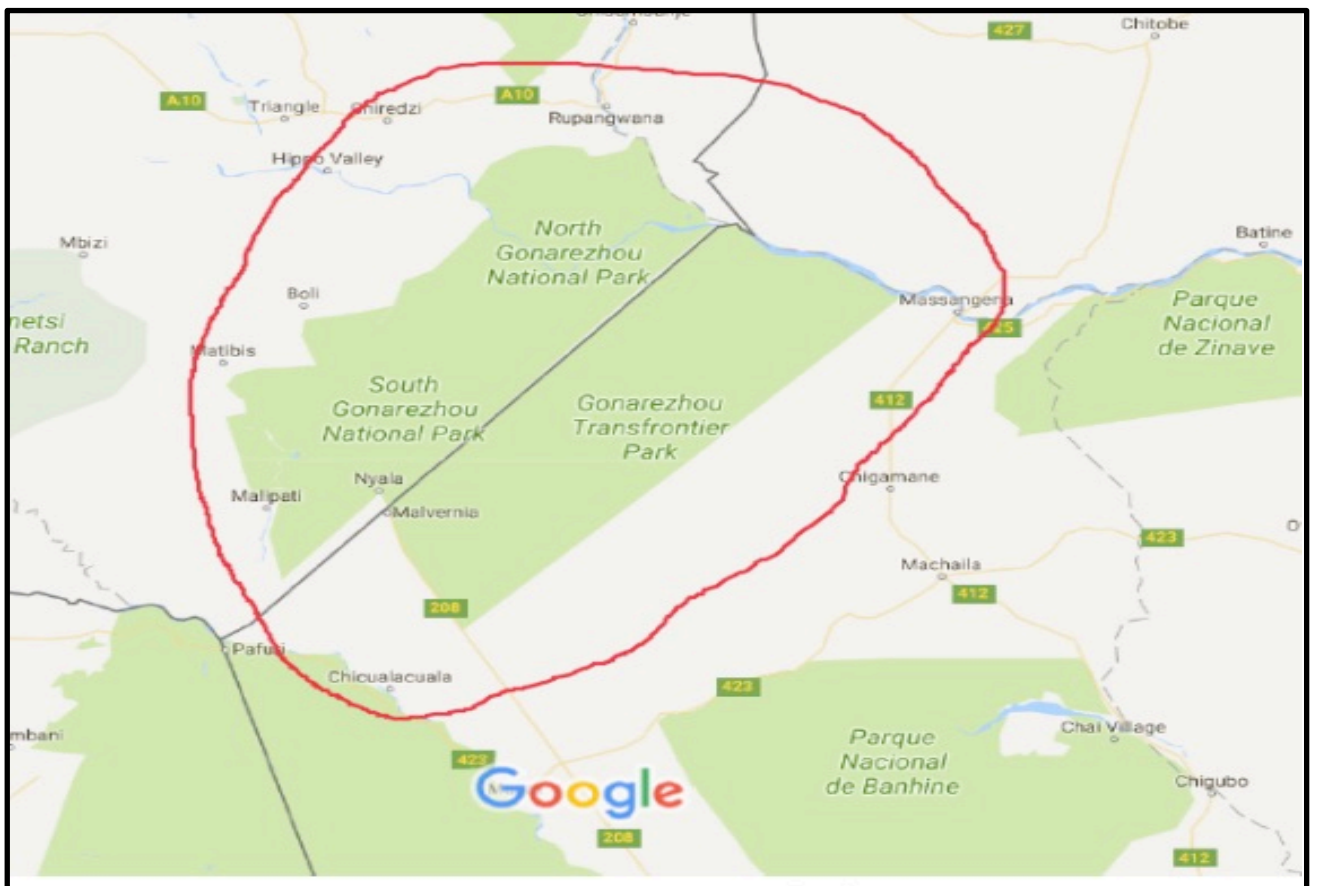 427
Chitobe
A10
Triangle
Chiredzi
A10
Rupangwana
Hippo Valley
Mbizi
North
Gonarezhou
National Park
Batine
Boli
Massangena
425
Parque
Nacional
de Zinave
netsi
Ranch
Matibis
South
Gonarezhou
National Park
Gonarezhou
Transfrontier
Park
412
Nyala
Chigamane
Malipati
Malvernia
423
Machaila
412
208
Pafuri
Chicualacuala
423
mbani
Parque
Nacional
de Banhine
Chai Village
423
Google
Chigubo
208
412